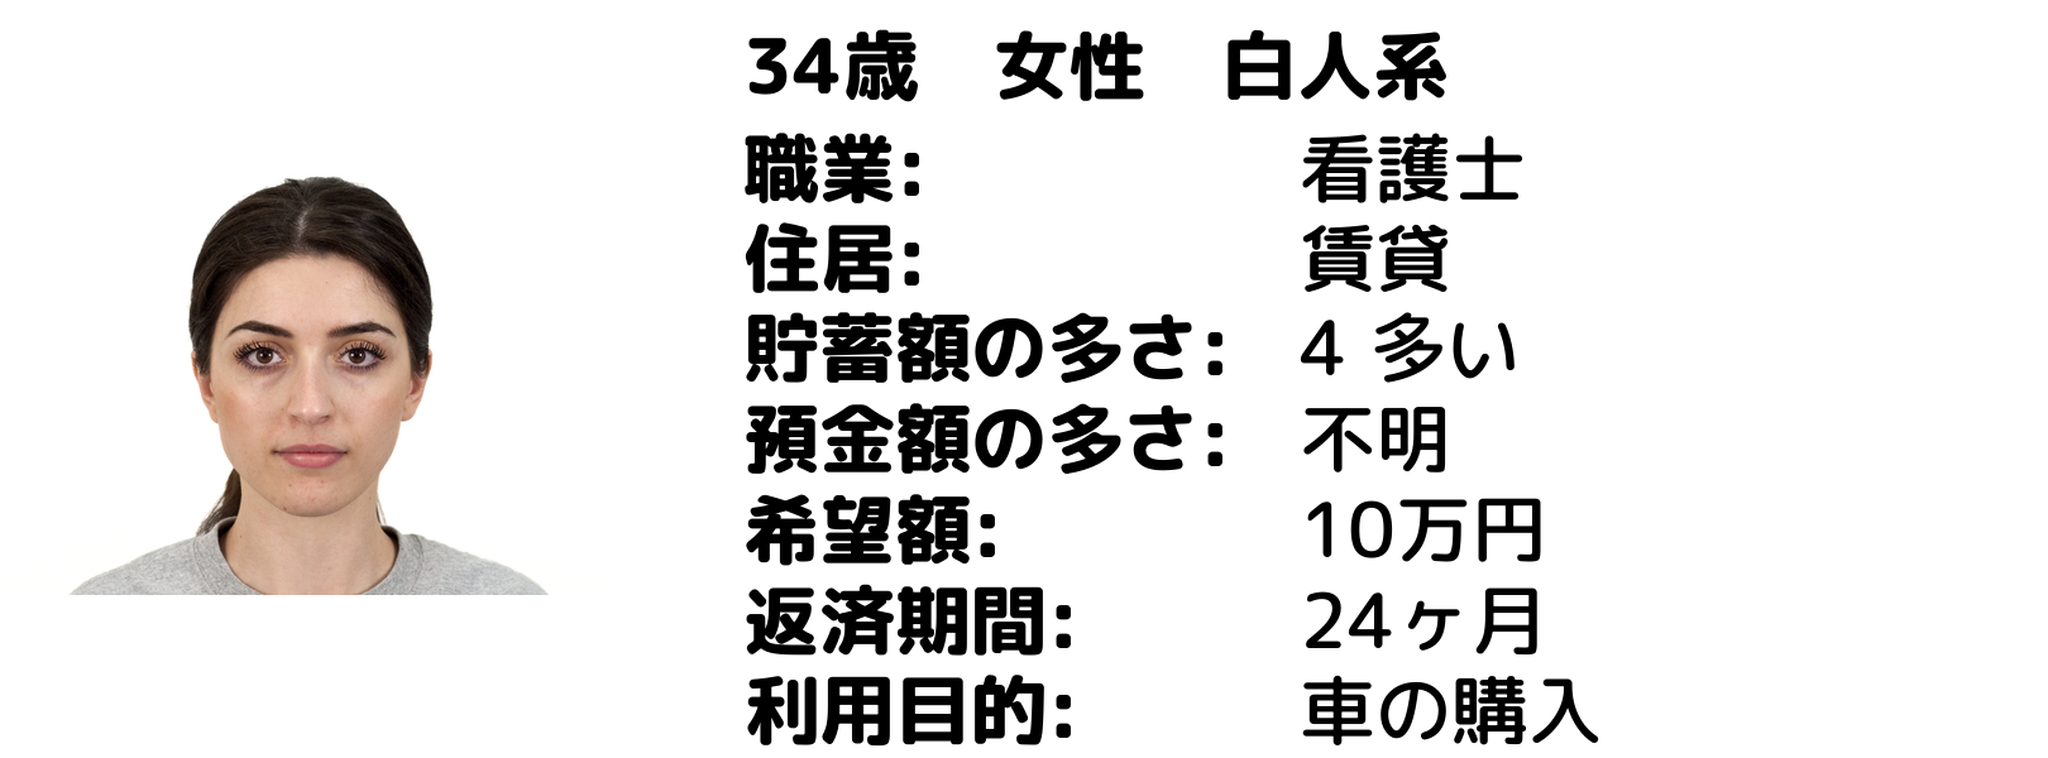 34歳　女性　白人系
職業: 看護士
住居: 賃貸
貯蓄額の多さ: 4 多い
預金額の多さ: 不明
希望額: 10万円
返済期間: 24ヶ月
利用目的: 車の購入